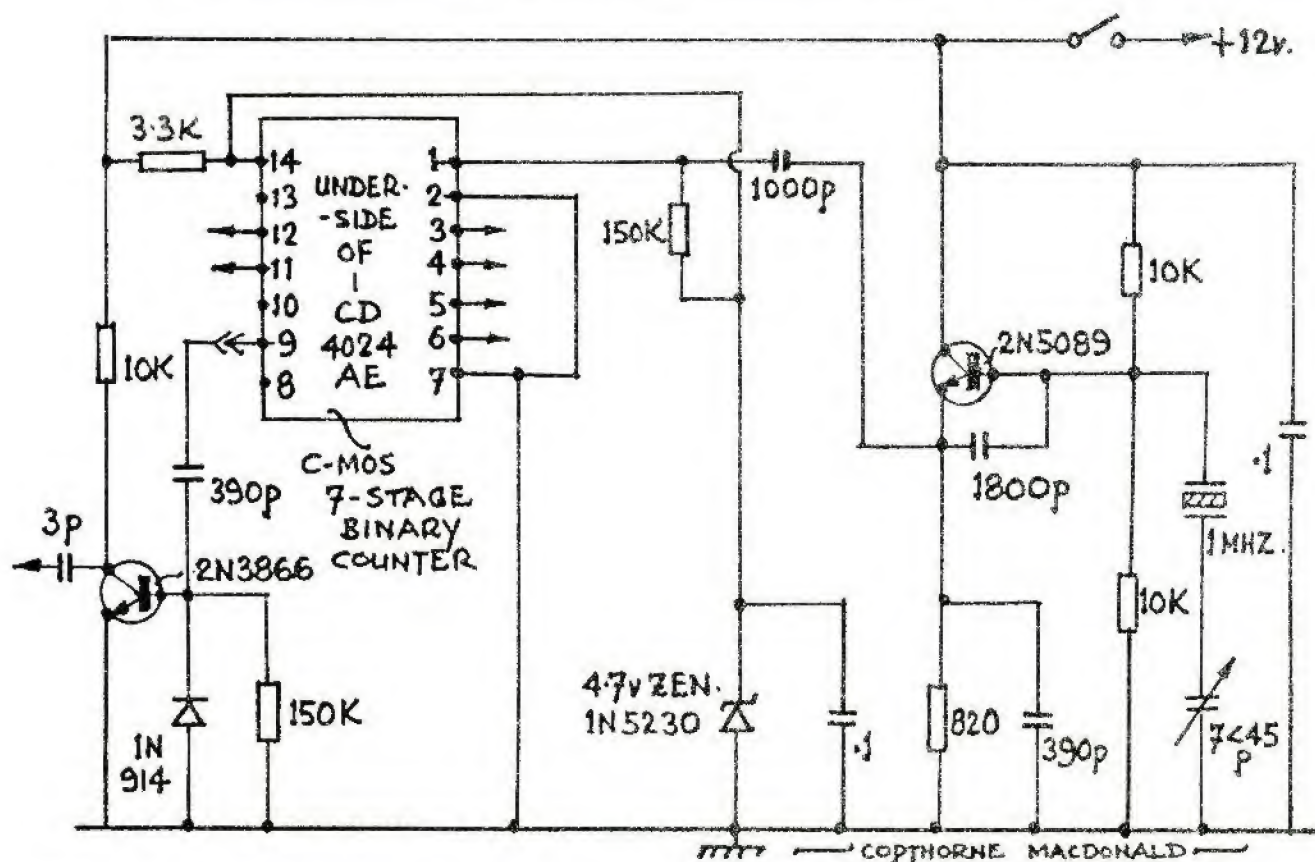 +12v.
3.3K
14
13
12
11
10
9
8
UNDER-
-SIDE
OF
CD
4024
AE
1
2
3
4
5
6
7
1000p
150K
10K
10K
2N5089
C-MOS
7-STAGE
BINARY
COUNTER
390p
1800p
.1
3p
2N3866
1MHZ.
10K
4.7v ZEN.
1N5230
150K
1N
914
.1
820
390p
7<45
p
COPTHORNE MACDONALD